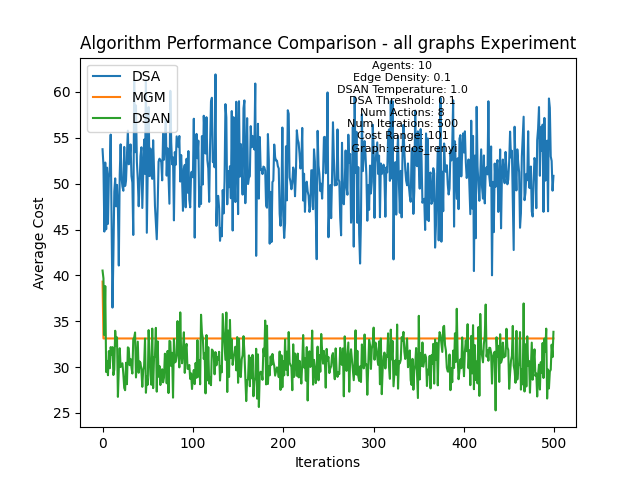 Algorithm Performance Comparison - all graphs Experiment
DSA
MGM
DSAN
Agents: 10
Edge Density: 0.1
DSAN Temperature: 1.0
DSA Threshold: 0.1
Num Actions: 8
Num Iterations: 500
Cost Range: 101
Graph: erdos_renyi
Average Cost
60
55
50
45
40
35
30
25
0
100
200
300
400
500
Iterations